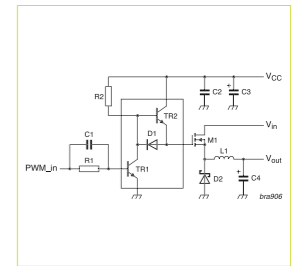 VCC
R2
TR2
C2
C3
+
Vin
C1
D1
M1
L1
Vout
PWM_in
R1
TR1
D2
+
C4
bra906